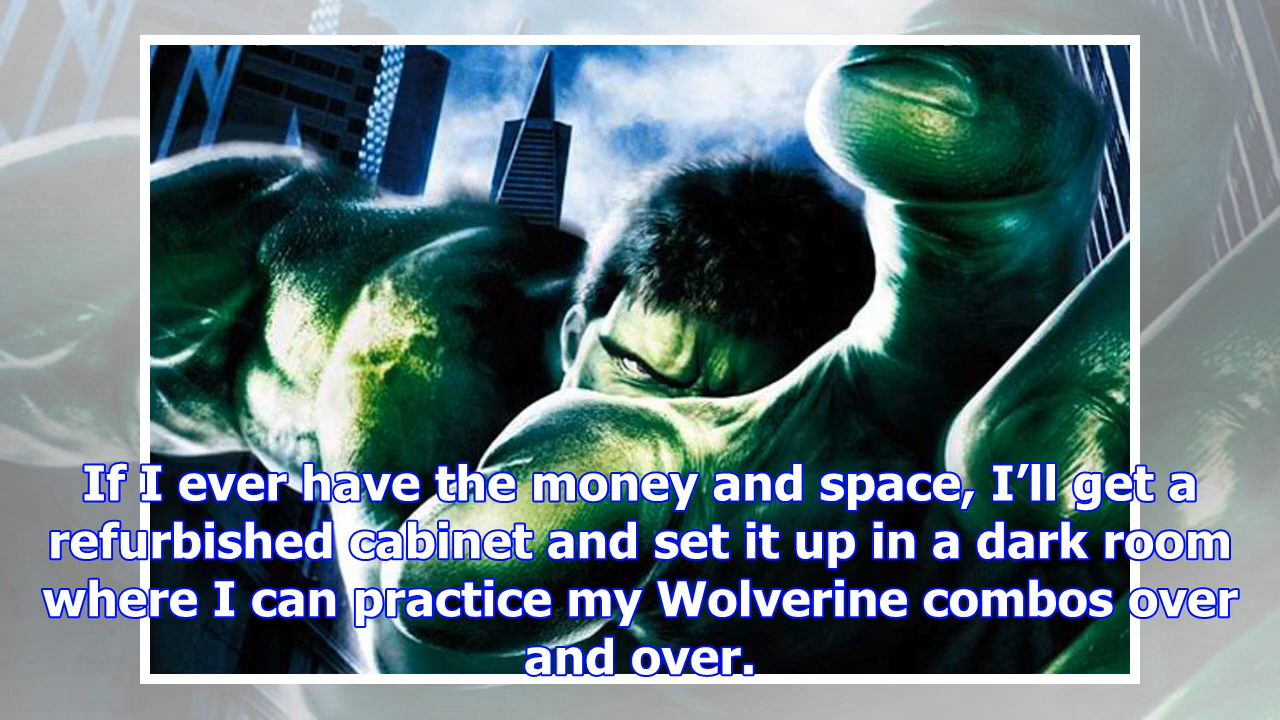 If I ever have the money and space, I’ll get a
refurbished cabinet and set it up in a dark room
where I can practice my Wolverine combos over
and over.